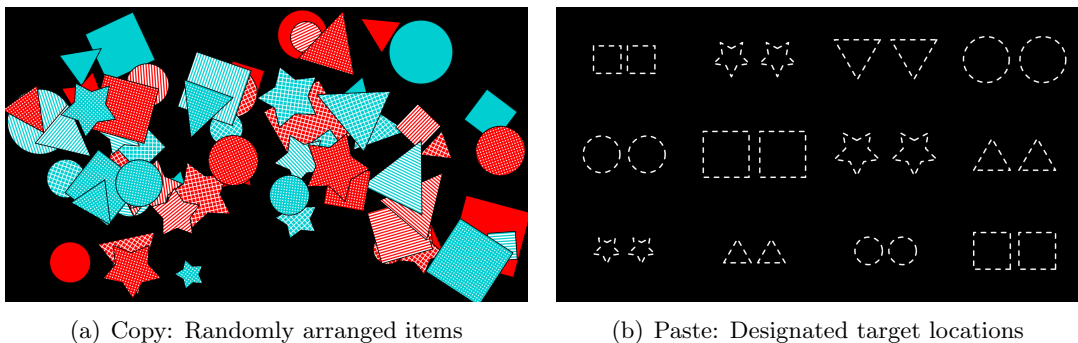 (a) Copy: Randomly arranged items
(b) Paste: Designated target locations